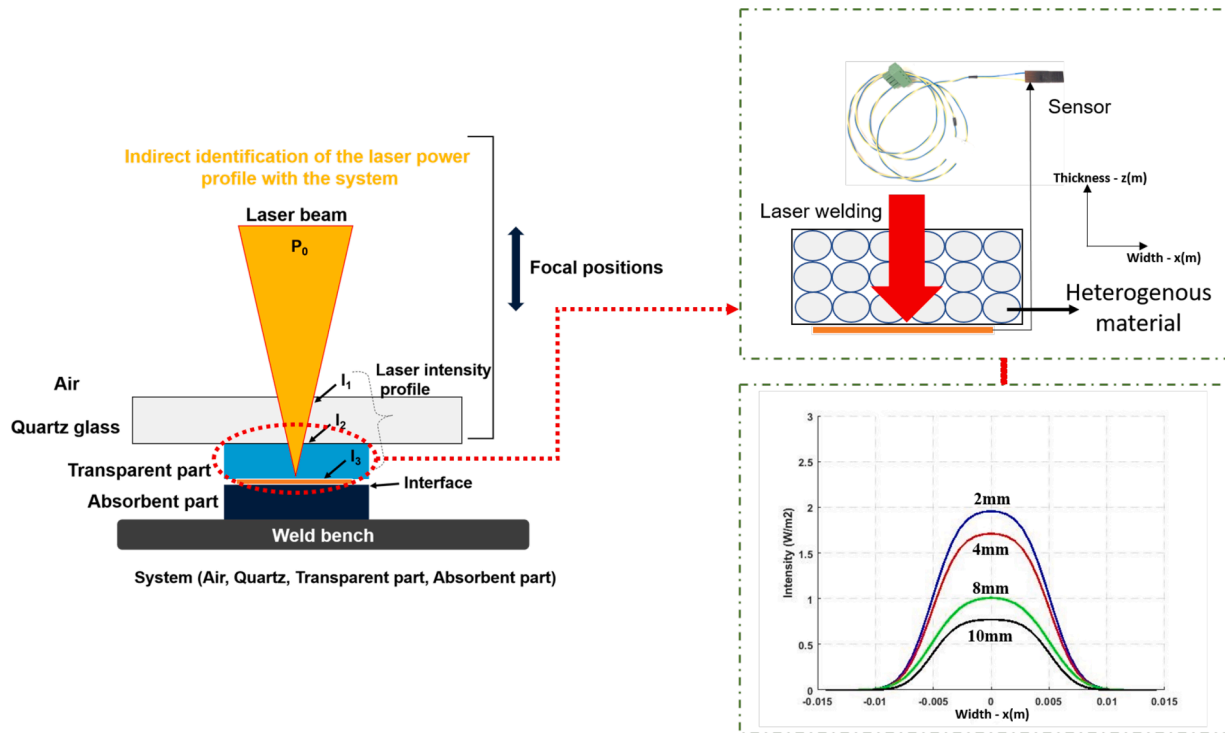 Indirect identification of the laser power
profile with the system
Laser beam
P₀
Focal positions
Laser intensity
profile
Air
I₁
Quartz glass
I₂
Transparent part
I₃
Interface
Absorbent part
Weld bench
System (Air, Quartz, Transparent part, Absorbent part)
Sensor
Thickness - z(m)
Laser welding
Width - x(m)
Heterogenous
material
3
2.5
2
1.5
1
0.5
0
Intensity (W/m2)
2mm
4mm
8mm
10mm
-0.015
-0.01
-0.005
0
0.005
0.01
0.015
Width - x(m)